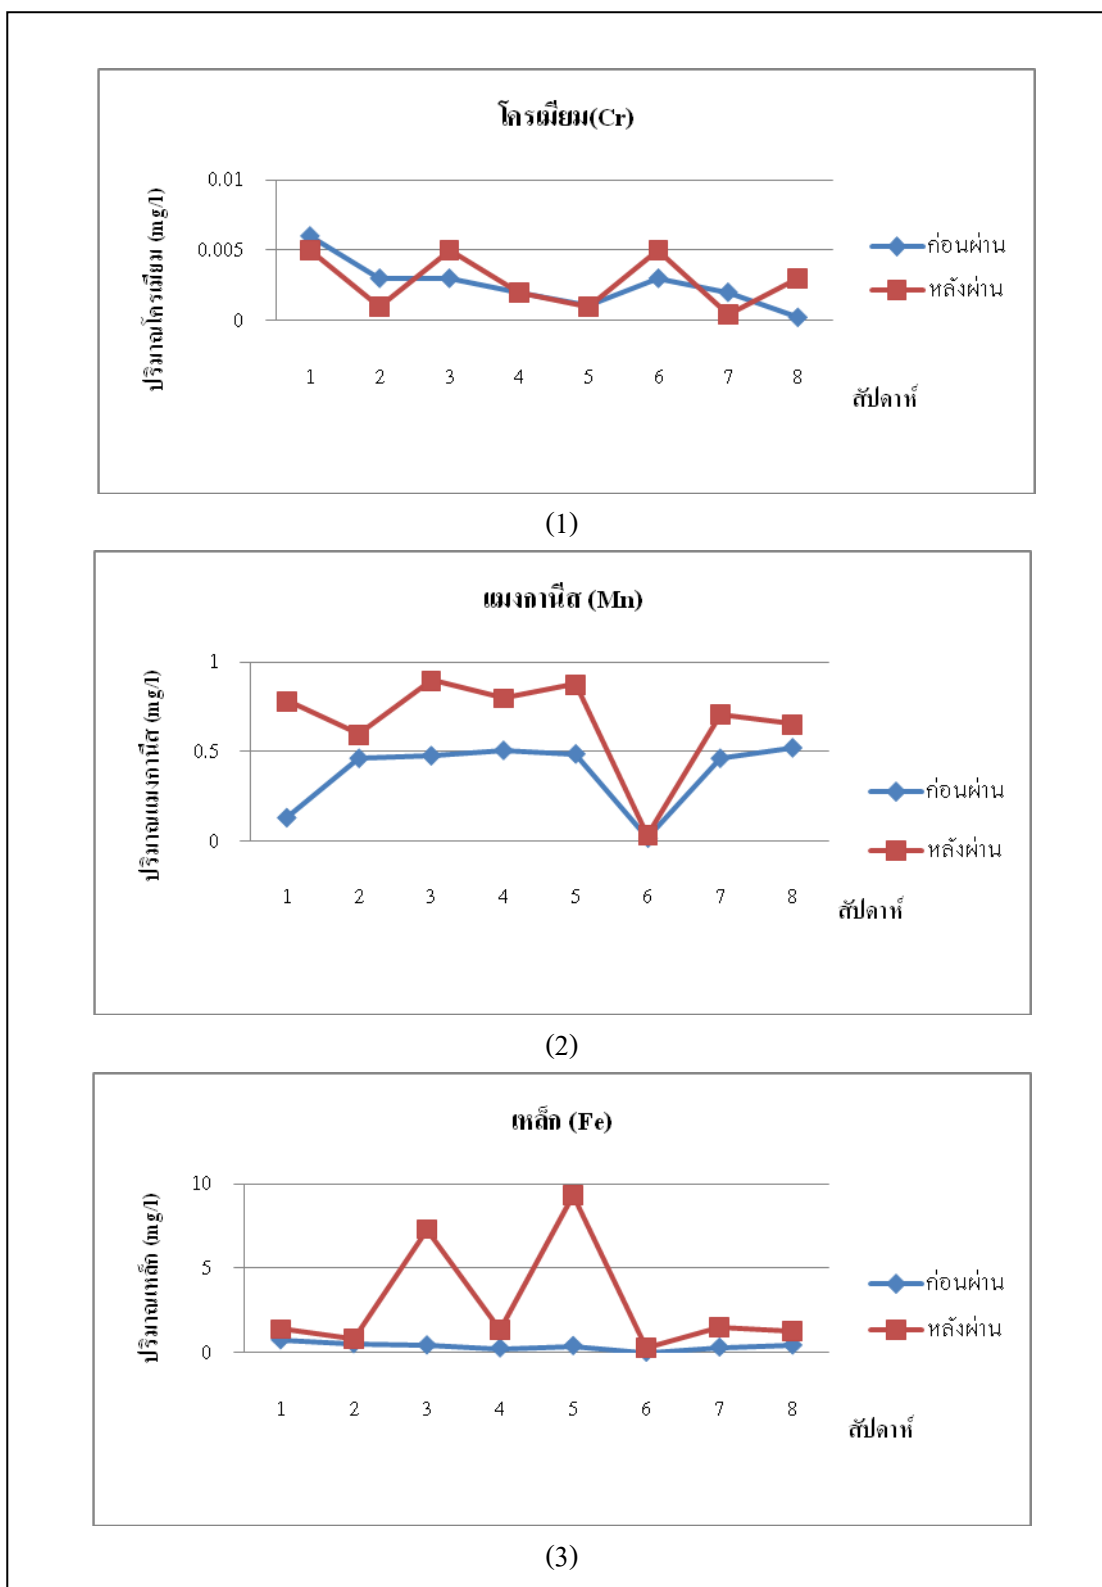 โครเมียม(Cr)
ปริมาณโครเมียม (mg/l)
0.01
0.005
0
1 2 3 4 5 6 7 8
สัปดาห์
ก่อนผ่าน
หลังผ่าน
(1)
แมงกานีส (Mn)
ปริมาณแมงกานีส (mg/l)
1
0.5
0
1 2 3 4 5 6 7 8
สัปดาห์
ก่อนผ่าน
หลังผ่าน
(2)
เหล็ก (Fe)
ปริมาณเหล็ก (mg/l)
10
5
0
1 2 3 4 5 6 7 8
สัปดาห์
ก่อนผ่าน
หลังผ่าน
(3)